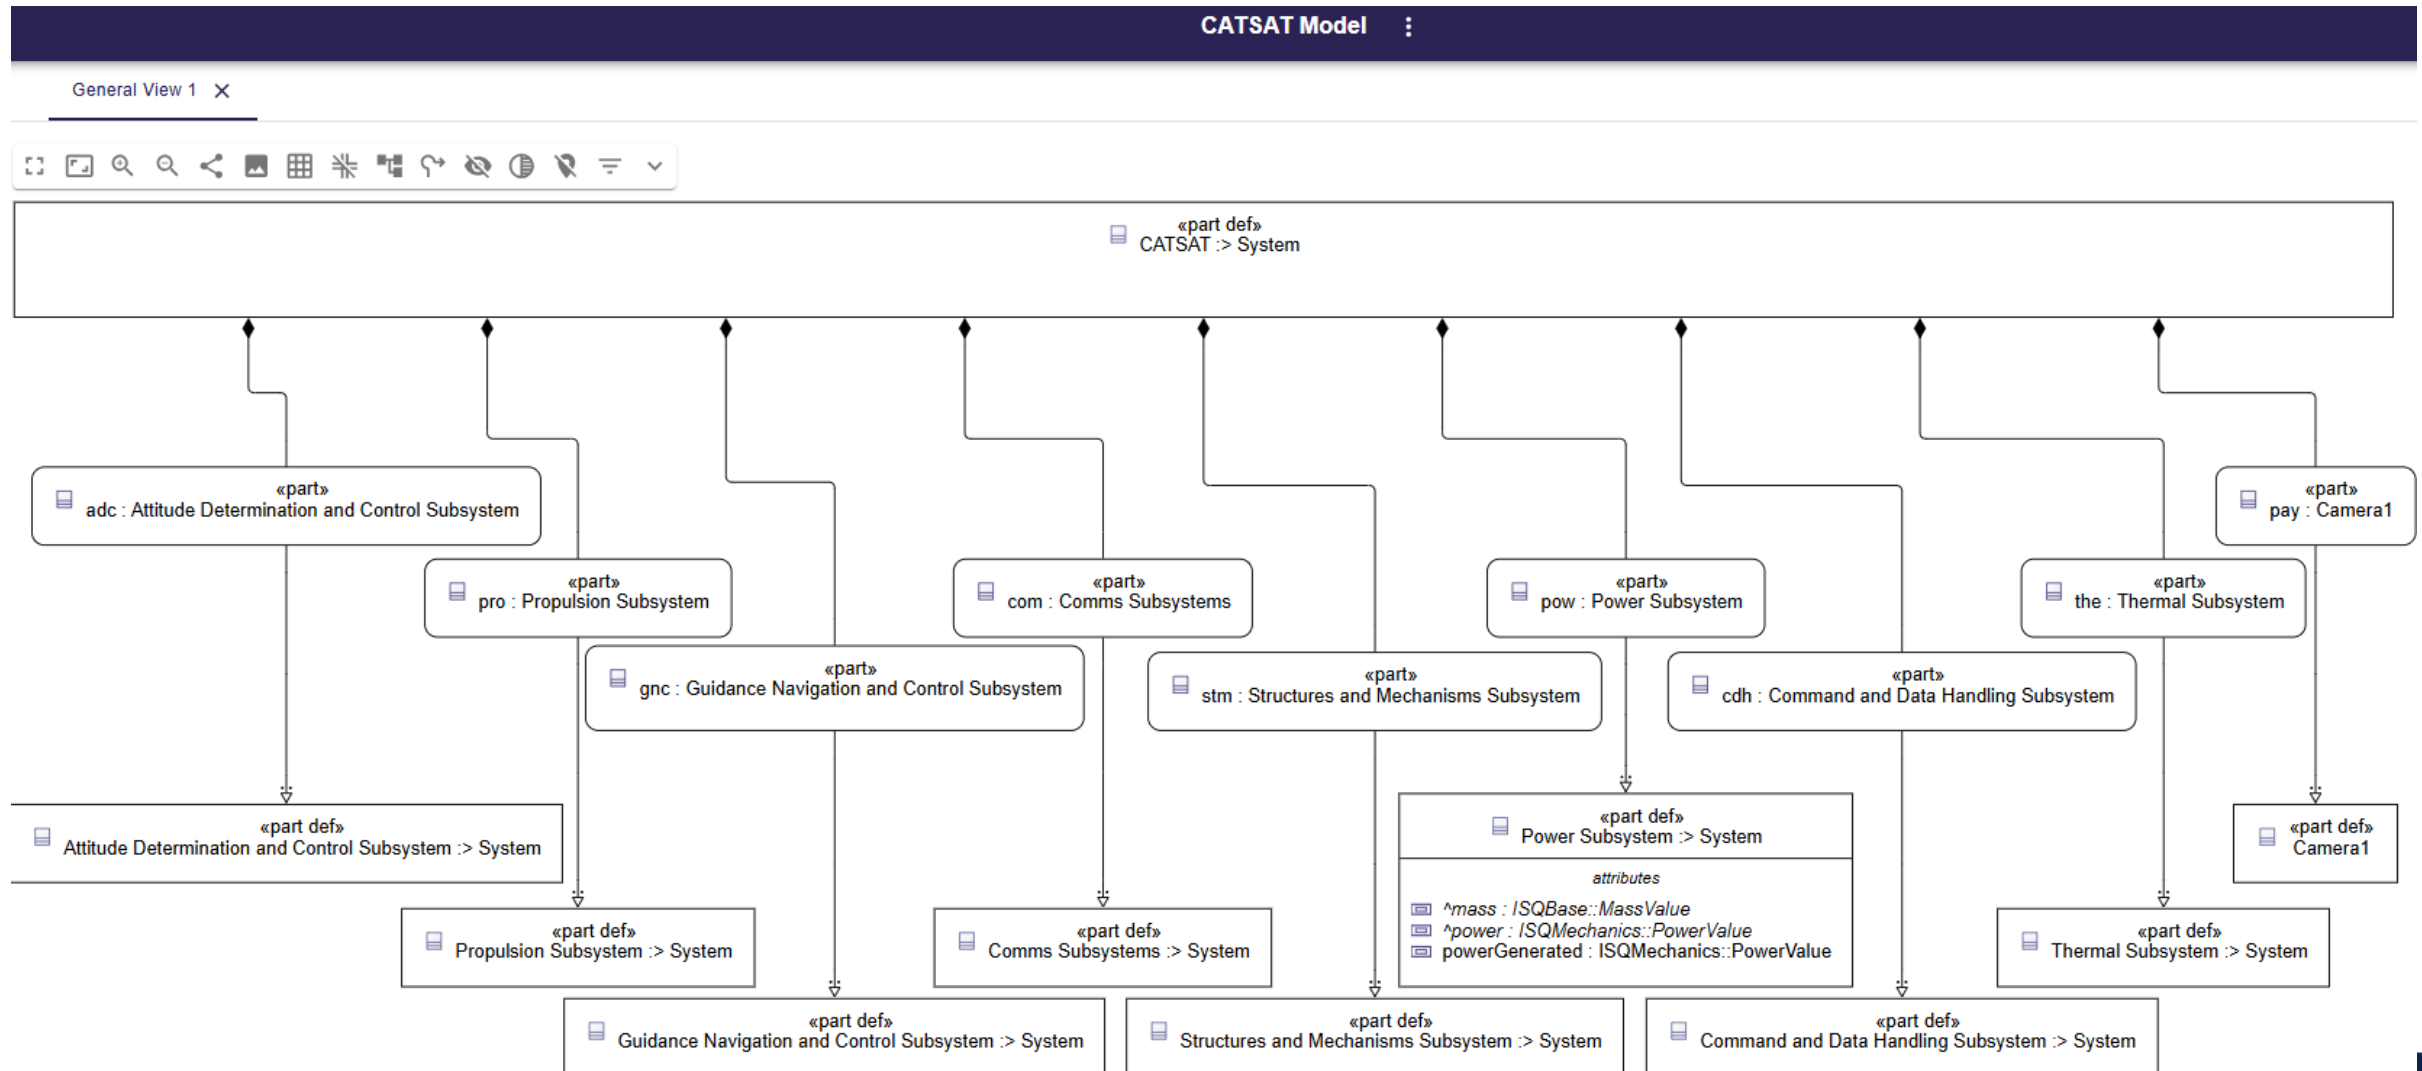 CATSAT Model
General View 1
«part def»
CATSAT :> System
«part»
adc : Attitude Determination and Control Subsystem
«part»
pay : Camera1
«part»
pro : Propulsion Subsystem
«part»
com : Comms Subsystems
«part»
pow : Power Subsystem
«part»
the : Thermal Subsystem
«part»
gnc : Guidance Navigation and Control Subsystem
«part»
stm : Structures and Mechanisms Subsystem
«part»
cdh : Command and Data Handling Subsystem
«part def»
Attitude Determination and Control Subsystem :> System
«part def»
Power Subsystem :> System
attributes
^mass : ISQBase::MassValue
^power : ISQMechanics::PowerValue
powerGenerated : ISQMechanics::PowerValue
«part def»
Camera1
«part def»
Propulsion Subsystem :> System
«part def»
Comms Subsystems :> System
«part def»
Thermal Subsystem :> System
«part def»
Guidance Navigation and Control Subsystem :> System
«part def»
Structures and Mechanisms Subsystem :> System
«part def»
Command and Data Handling Subsystem :> System